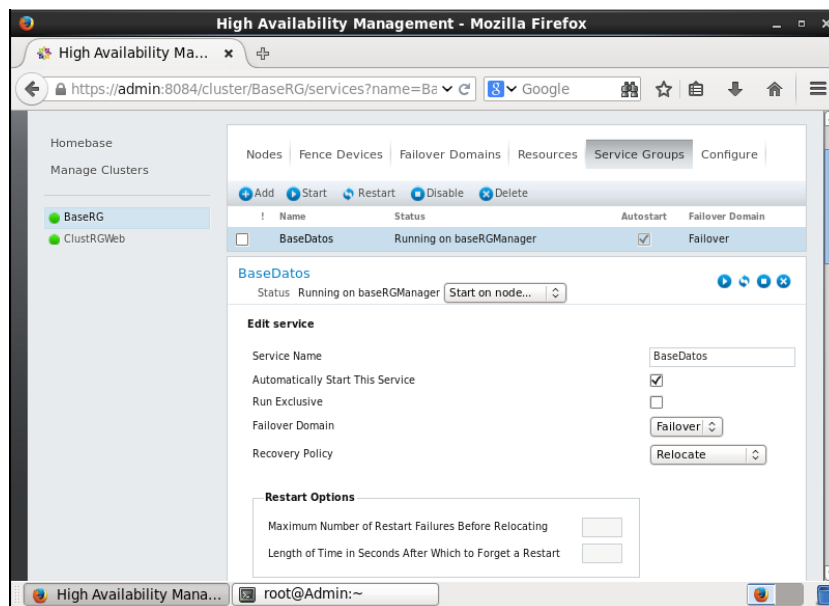 High Availability Management - Mozilla Firefox
High Availability Ma...
https://admin:8084/cluster/BaseRG/services?name=Ba
8 Google
Homebase
Manage Clusters
BaseRG
ClustRGWeb
Nodes Fence Devices Failover Domains Resources Service Groups Configure
Add Start Restart Disable Delete
! Name Status Autostart Failover Domain
BaseDatos Running on baseRGManager Failover
BaseDatos
Status Running on baseRGManager Start on node...
Edit service
Service Name BaseDatos
Automatically Start This Service
Run Exclusive
Failover Domain Failover
Recovery Policy Relocate
Restart Options
Maximum Number of Restart Failures Before Relocating
Length of Time in Seconds After Which to Forget a Restart
High Availability Mana... root@Admin:~